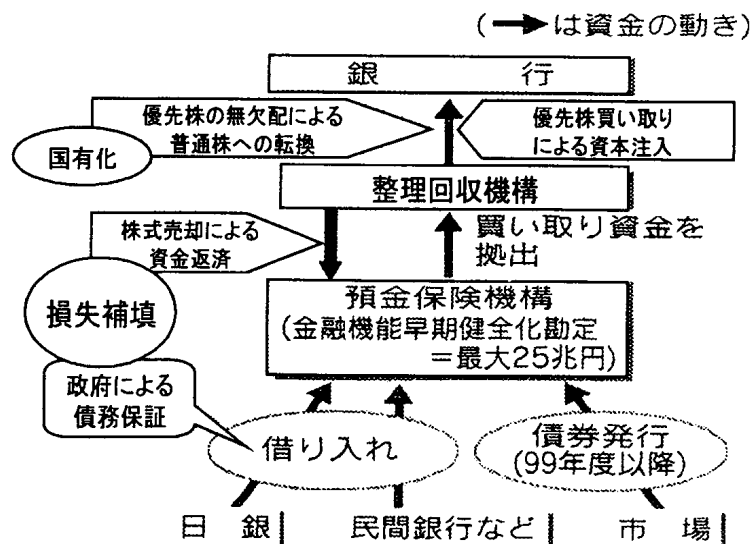 (→は資金の動き)
銀行
優先株の無欠配による
普通株への転換
国有化
優先株買い取り
による資本注入
整理回収機構
株式売却による
資金返済
買い取り資金を
拠出
損失補填
預金保険機構
(金融機能早期健全化勘定
=最大25兆円)
政府による
債務保証
借り入れ
債券発行
(99年度以降)
日銀
民間銀行など
市場